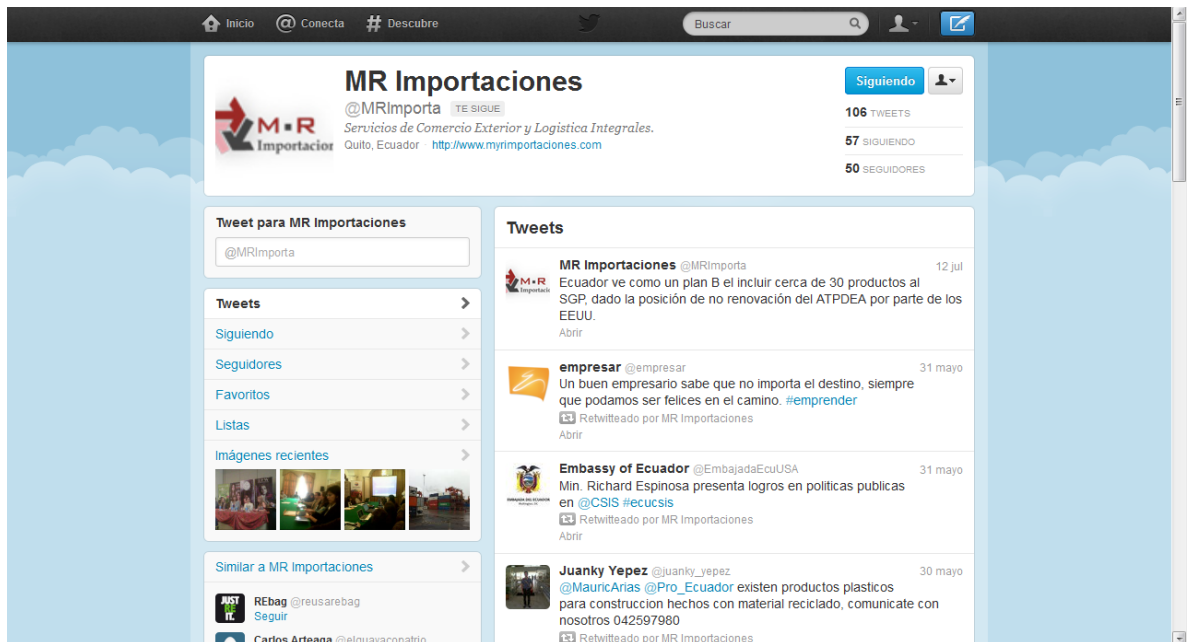 Inicio
Conecta
Descubre
Buscar
M R
Importacion
MR Importaciones
@MRImporta TE SIGUE
Servicios de Comercio Exterior y Logistica Integrales.
Quito, Ecuador · http://www.myrimportaciones.com
Siguiendo
106 TWEETS
57 SIGUIENDO
50 SEGUIDORES
Tweet para MR Importaciones
@MRImporta
Tweets
Siguiendo
Seguidores
Favoritos
Listas
Imágenes recientes
Similar a MR Importaciones
JUST
RE
IT.
REbag @reusarebag
Seguir
Carlos Arteaga @elguayaconatrio
Tweets
M R
MR Importaciones @MRImporta 12 jul
Ecuador ve como un plan B el incluir cerca de 30 productos al
SGP, dado la posición de no renovación del ATPDEA por parte de los
EEUU.
Abrir
empresar @empresar 31 mayo
Un buen empresario sabe que no importa el destino, siempre
que podamos ser felices en el camino. #emprender
Retwitteado por MR Importaciones
Abrir
EMBAJADA DEL ECUADOR
Embassy of Ecuador @EmbajadaEcuUSA 31 mayo
Min. Richard Espinosa presenta logros en politicas publicas
en @CSIS #ecucsis
Retwitteado por MR Importaciones
Abrir
Juanky Yepez @juanky_yepez 30 mayo
@MauricArias @Pro_Ecuador existen productos plasticos
para construccion hechos con material reciclado, comunicate con
nosotros 042597980
Retwitteado por MR Importaciones